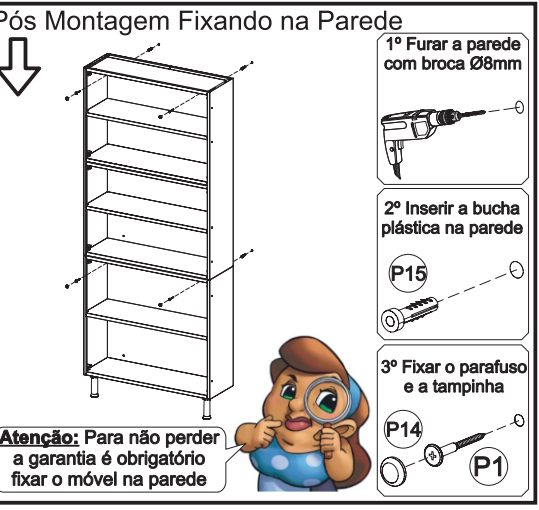 Pós Montagem Fixando na Parede
1º Furar a parede
com broca Ø8mm
2º Inserir a bucha
plástica na parede
P15
3º Fixar o parafuso
e a tampinha
P14
P1
Atenção: Para não perder
a garantia é obrigatório
fixar o móvel na parede